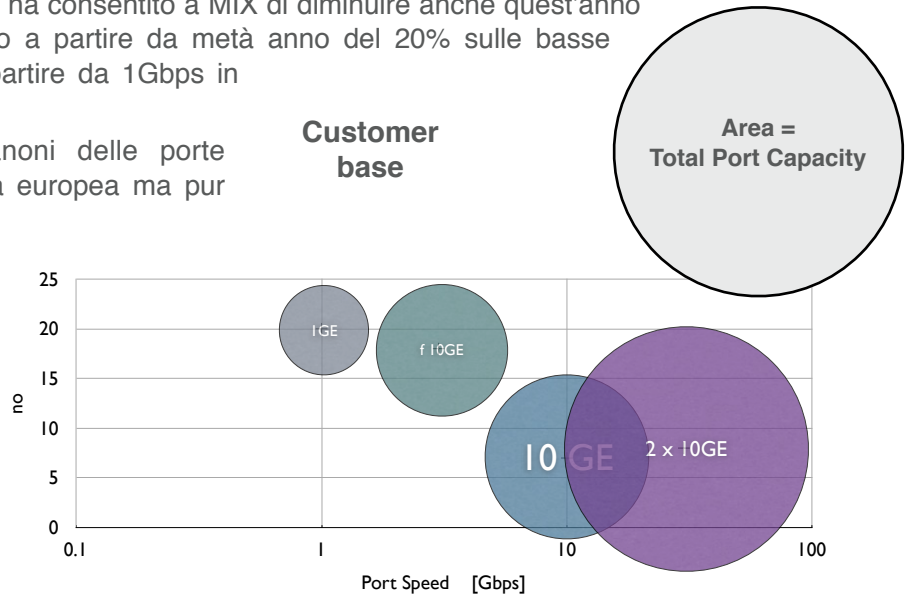 ha consentito a MIX di diminuire anche quest'anno
a partire da metà anno del 20% sulle basse
partire da 1Gbps in
delle porte
europea ma pur
Customer
base
Area =
Total Port Capacity
25
20
15
10
5
0
no
1GE
f 10GE
10 GE
2 x 10GE
0.1
1
10
100
Port Speed [Gbps]